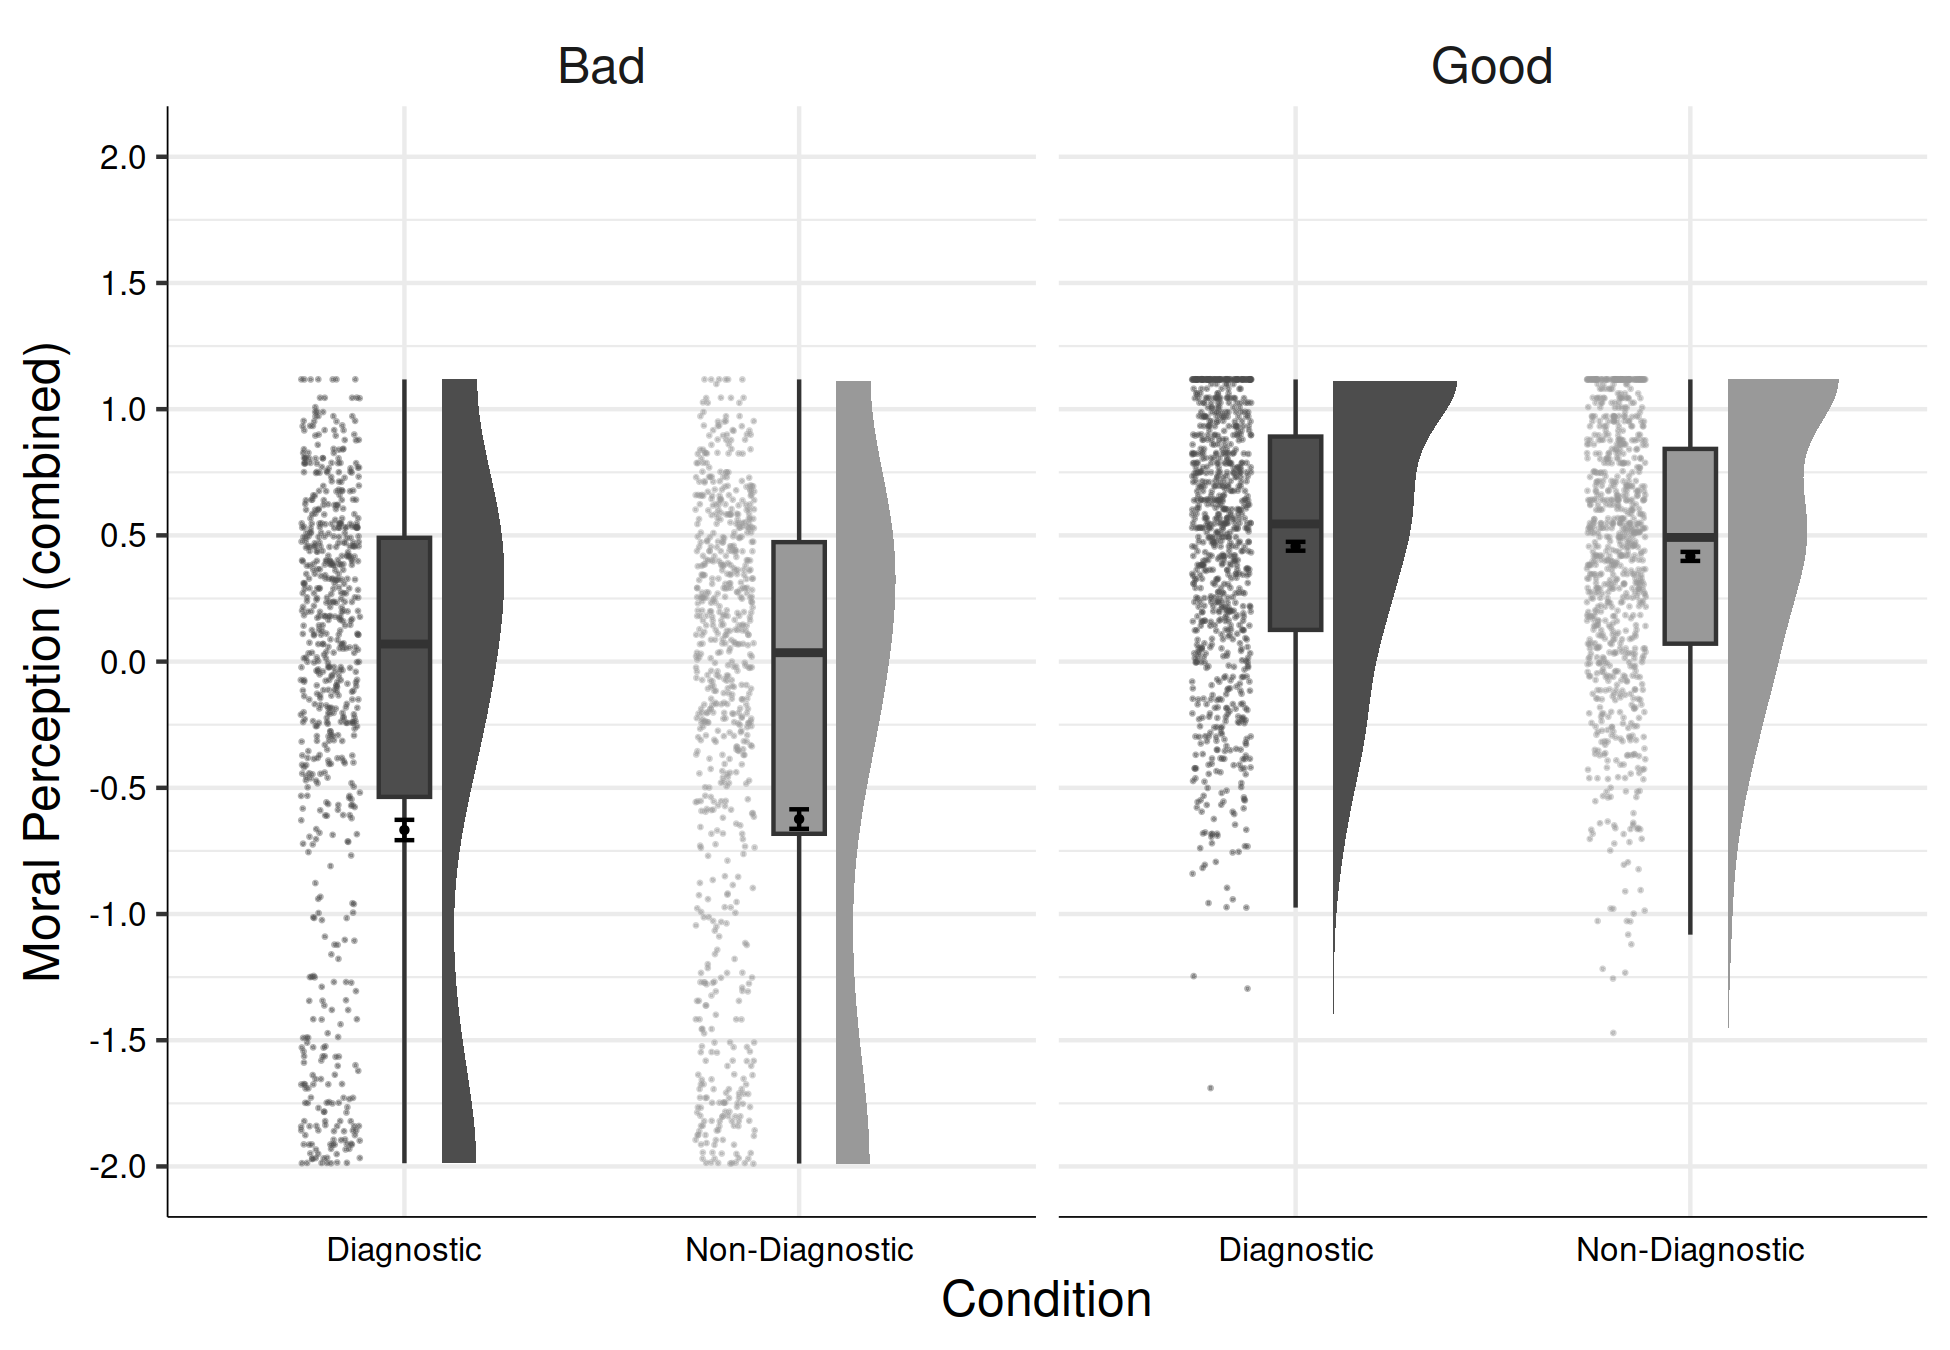 Bad
Good
Moral Perception (combined)
2.0
1.5
1.0
0.5
0.0
-0.5
-1.0
-1.5
-2.0
Diagnostic
Non-Diagnostic
Diagnostic
Non-Diagnostic
Condition